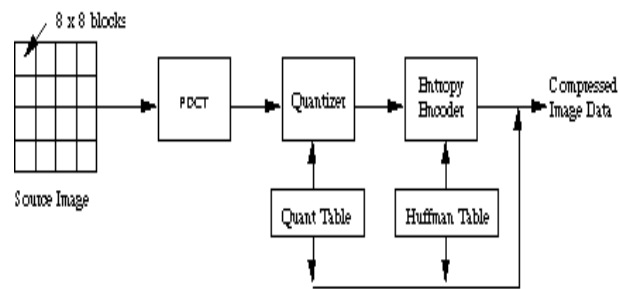 8 x 8 blocks
FDCT
Quantizer
Entropy
Encoder
Compressed
Image Data
Source Image
Quant Table
Huffman Table